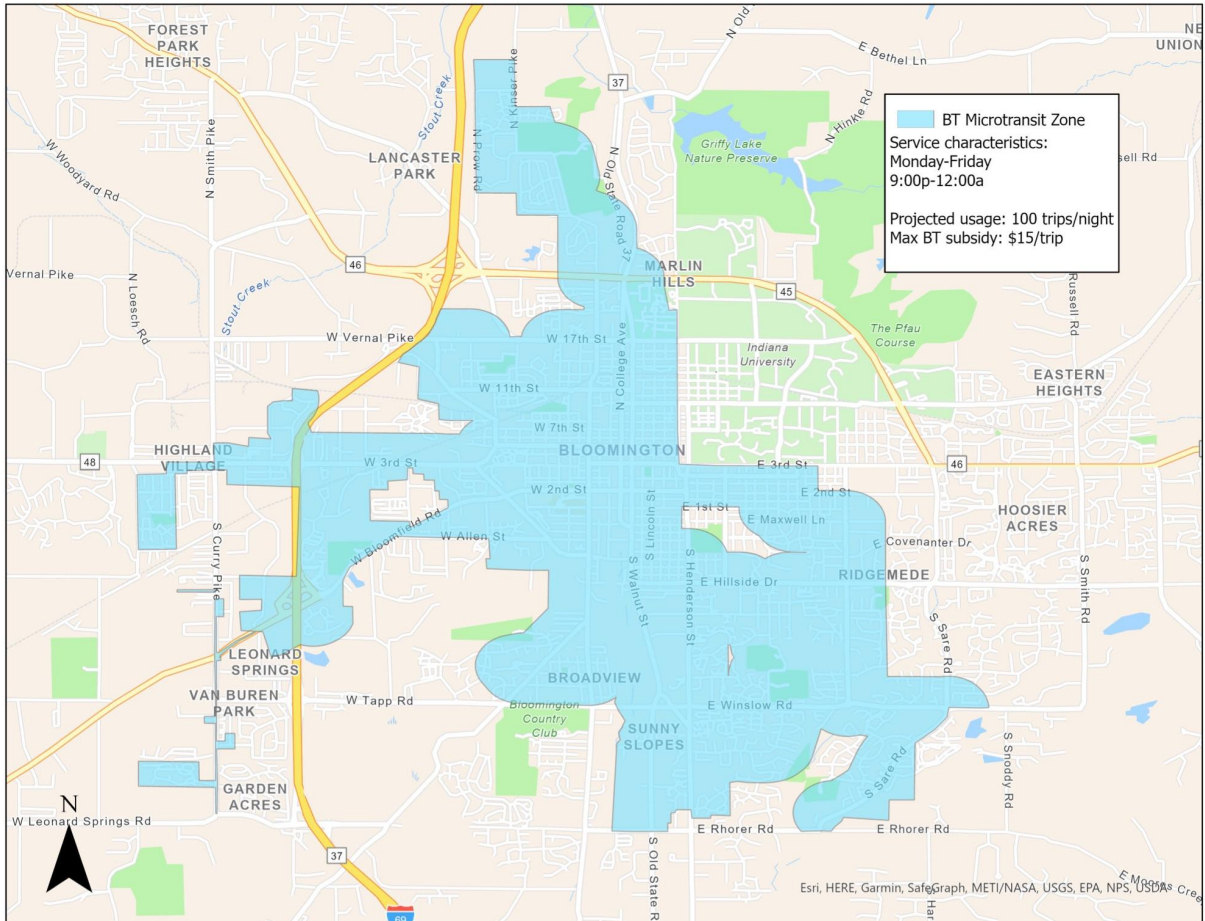 FOREST
PARK
HEIGHTS
N Old
E Bethel Ln
NE
UNION
37
N Kinser Pike
Stout Creek
N Hinkle Rd
BT Microtransit Zone
Service characteristics:
Monday-Friday
9:00p-12:00a
Projected usage: 100 trips/night
Max BT subsidy: $15/trip
Griffy Lake
Nature Preserve
N Smith Pike
W Woodyard Rd
LANCASTER
PARK
N Prow Rd
N Old State Road 37
sell Rd
Vernal Pike
N Loesch Rd
46
MARLIN
HILLS
45
Russell Rd
Stout Creek
W Vernal Pike
W 17th St
N College Ave
Indiana
University
The Pfau
Course
EASTERN
HEIGHTS
W 11th St
W 7th St
HIGHLAND
VILLAGE
48
W 3rd St
BLOOMINGTON
E 3rd St
46
W 2nd St
E 2nd St
S Lincoln St
E 1st St
E Maxwell Ln
HOOSIER
ACRES
W Bloomfield Rd
W Allen St
E Covenanter Dr
S Curry Pike
S Walnut St
S Henderson St
E Hillside Dr
RIDGEMEDE
S Smith Rd
S Sare Rd
LEONARD
SPRINGS
BROADVIEW
VAN BUREN
PARK
W Tapp Rd
Bloomington
Country
Club
E Winslow Rd
SUNNY
SLOPES
S Sare Rd
S Snoddy Rd
GARDEN
ACRES
N
W Leonard Springs Rd
E Rhorer Rd
E Rhorer Rd
37
S Old State R
S Har
E Moores Cree
69
Esri, HERE, Garmin, SafeGraph, METI/NASA, USGS, EPA, NPS, USDA